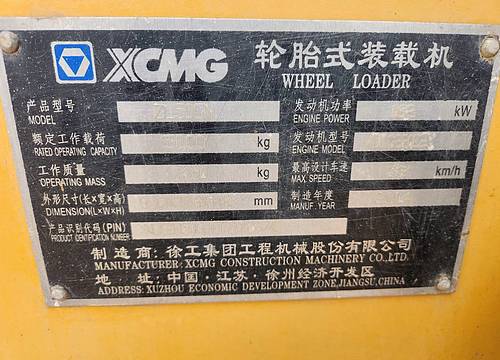 XCMG 轮胎式装载机
WHEEL LOADER
产品型号
MODEL
发动机功率 kW
ENGINE POWER
额定工作载荷 kg
RATED OPERATING CAPACITY
发动机型号
ENGINE MODEL
工作质量 kg
OPERATING MASS
最高设计车速 km/h
MAX. SPEED
外形尺寸(长×宽×高) mm
DIMENSION(L×W×H)
制造年度
MANUF. YEAR
产品识别代码(PIN)
PRODUCT IDENTIFICATION NUMBER
制造商:徐工集团工程机械股份有限公司
MANUFACTURER: XCMG CONSTRUCTION MACHINERY CO.,LTD.
地 址:中国·江苏·徐州经济开发区
ADDRESS: XUZHOU ECONOMIC DEVELOPMENT ZONE,JIANGSU,CHINA